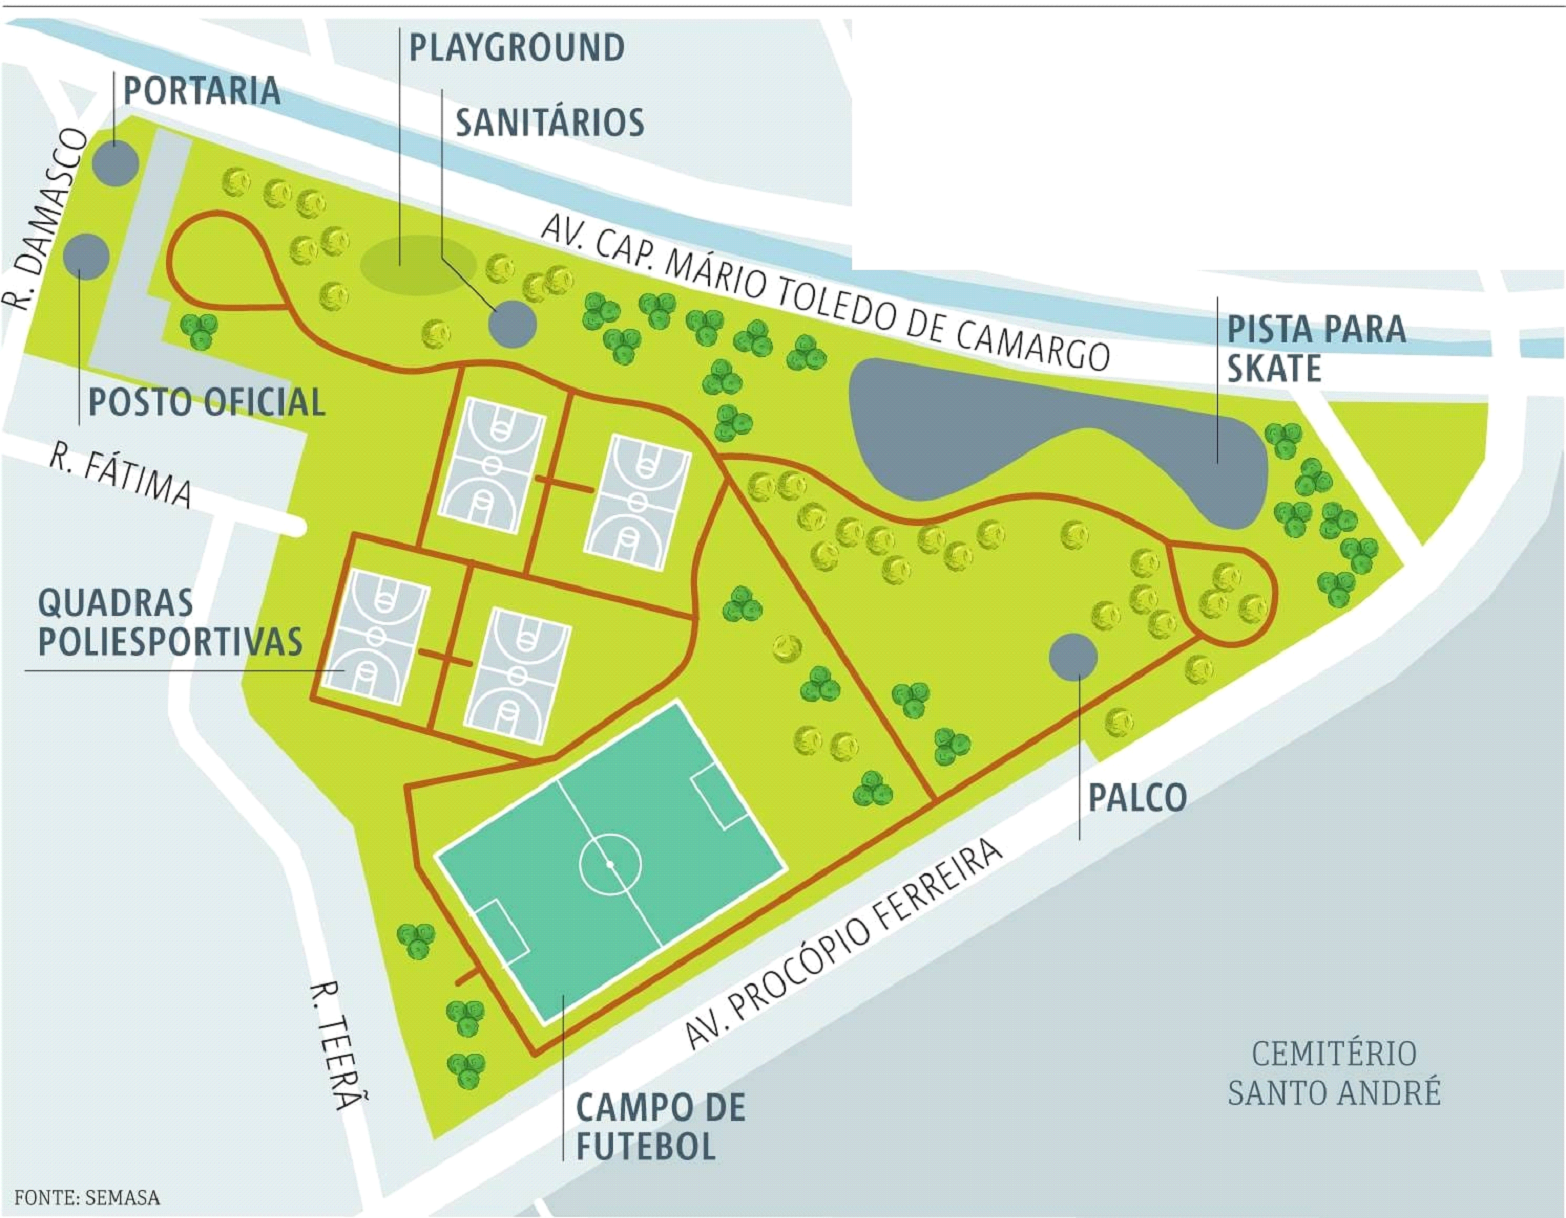 PLAYGROUND
PORTARIA
SANITÁRIOS
R. DAMASCO
AV. CAP. MÁRIO TOLEDO DE CAMARGO
PISTA PARA
SKATE
POSTO OFICIAL
R. FÁTIMA
QUADRAS
POLIESPORTIVAS
PALCO
AV. PROCÓPIO FERREIRA
R. TEERÃ
CEMITÉRIO
SANTO ANDRÉ
CAMPO DE
FUTEBOL
FONTE: SEMASA